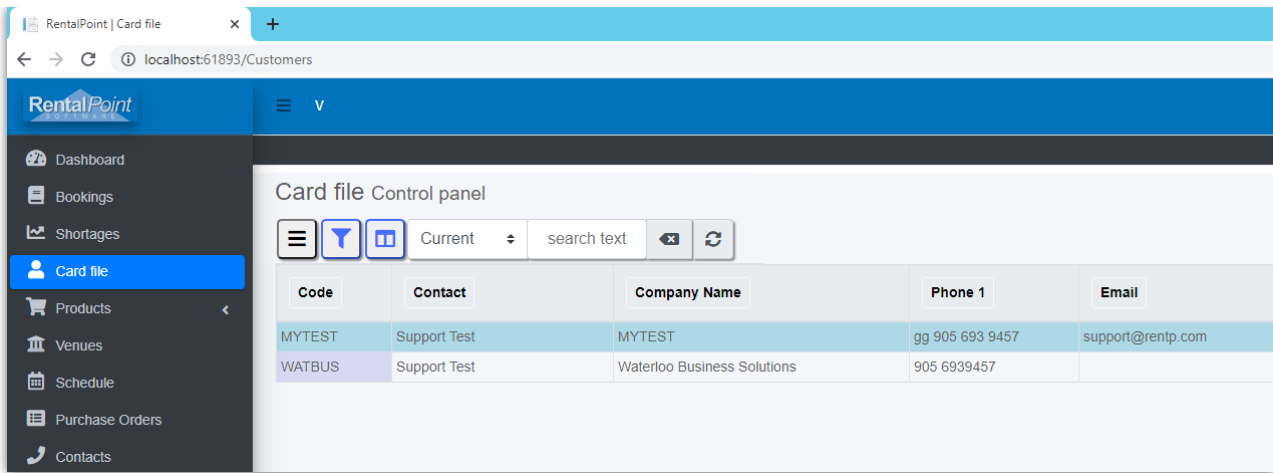 RentalPoint | Card file
localhost:61893/Customers
RentalPoint
SOFTWARE
V
Dashboard
Bookings
Shortages
Card file
Products
Venues
Schedule
Purchase Orders
Contacts
Card file Control panel
Current search text
Code Contact Company Name Phone 1 Email
MYTEST Support Test MYTEST gg 905 693 9457 support@rentp.com
WATBUS Support Test Waterloo Business Solutions 905 6939457